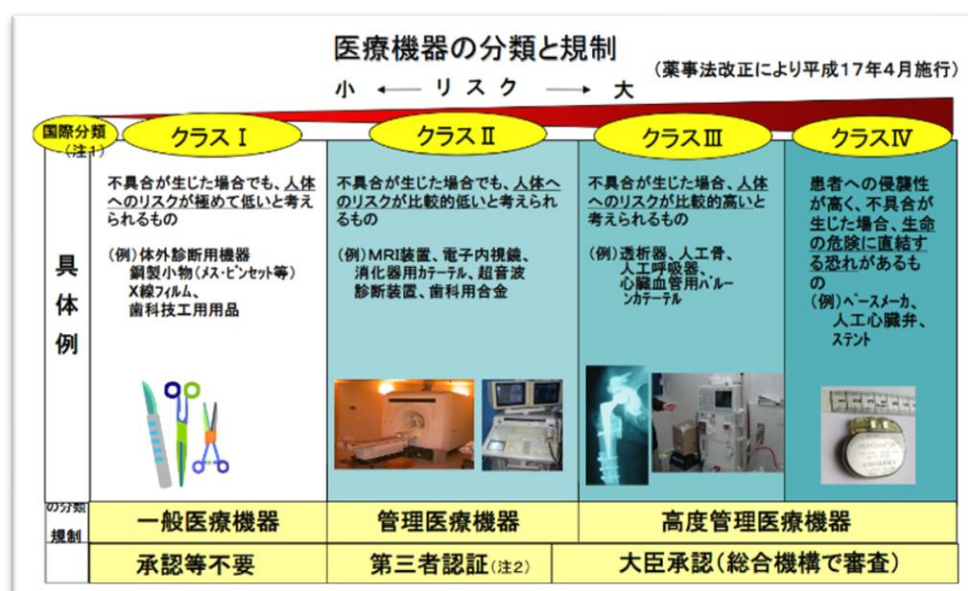 医療機器の分類と規制
(薬事法改正により平成17年4月施行)
小 ← リスク → 大
国際分類
(注1)
クラスⅠ
クラスⅡ
クラスⅢ
クラスⅣ
具体例
不具合が生じた場合でも、人体
へのリスクが極めて低いと考え
られるもの
(例)体外診断用機器
鋼製小物(メス・ピンセット等)
X線フィルム、
歯科技工用用品
不具合が生じた場合でも、人体へ
のリスクが比較的低いと考えられ
るもの
(例)MRI装置、電子内視鏡、
消化器用カテーテル、超音波
診断装置、歯科用合金
不具合が生じた場合、人体
へのリスクが比較的高いと
考えられるもの
(例)透析器、人工骨、
人工呼吸器、
心臓血管用バルー
ンカテーテル
患者への侵襲性
が高く、不具合が
生じた場合、生命
の危険に直結す
る恐れがあるも
の
(例)ペースメーカ、
人工心臓弁、
ステント
の分類
規制
一般医療機器
管理医療機器
高度管理医療機器
承認等不要
第三者認証(注2)
大臣承認(総合機構で審査)